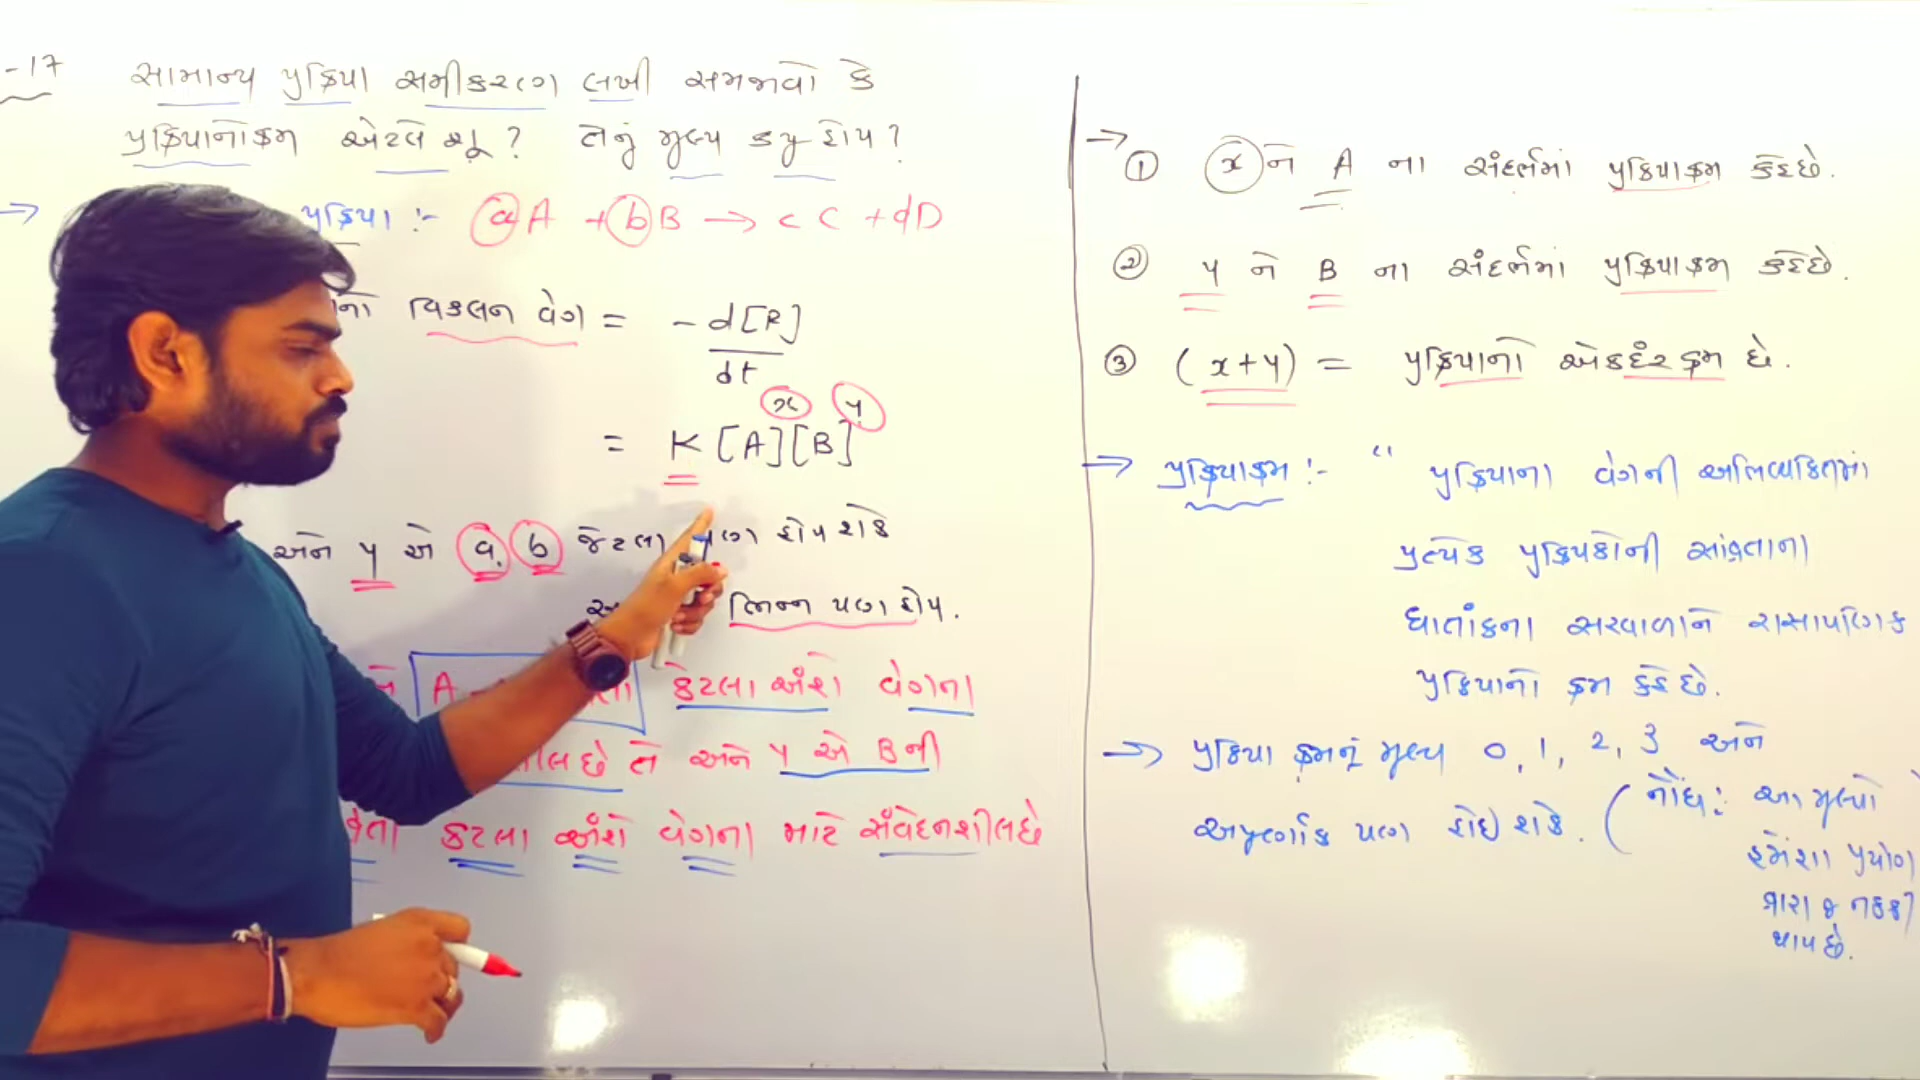 -17 સામાન્ય પ્રક્રિયા સમીકરણ લખી સમજાવો કે
પ્રક્રિયાનોક્રમ એટલે શું? તેનું મૂલ્ય કયુ હોય?
→ પ્રક્રિયા :- aA + bB → cC + dD
નો વિકલન વેગ = -d[R]
dt
= K [A]^x [B]^y
અને y એ a, b જેટલા પણ હોય શકે
ભિન્ન પણ હોય.
A કેટલા અંશે વેગના
છે તે અને y એ B ની
કેટલા અંશે વેગના માટે સંવેદનશીલ છે
→ ① x ને A ના સંદર્ભમાં પ્રક્રિયાક્રમ કહે છે.
② y ને B ના સંદર્ભમાં પ્રક્રિયાક્રમ કહે છે.
③ (x+y) = પ્રક્રિયાનો એકંદર ક્રમ છે.
→ પ્રક્રિયાક્રમ :- “ પ્રક્રિયાના વેગની અભિવ્યક્તિમાં
પ્રત્યેક પ્રક્રિયકોની સાંદ્રતાના
ઘાતાંકના સરવાળાને રાસાયણિક
પ્રક્રિયાનો ક્રમ કહે છે.
→ પ્રક્રિયા ક્રમનું મૂલ્ય 0, 1, 2, 3 અને
અપૂર્ણાંક પણ હોઇ શકે. (નોંધ: આ મૂલ્યો
હંમેશા પ્રયોગ
દ્વારા જ નક્કી
થાય છે.